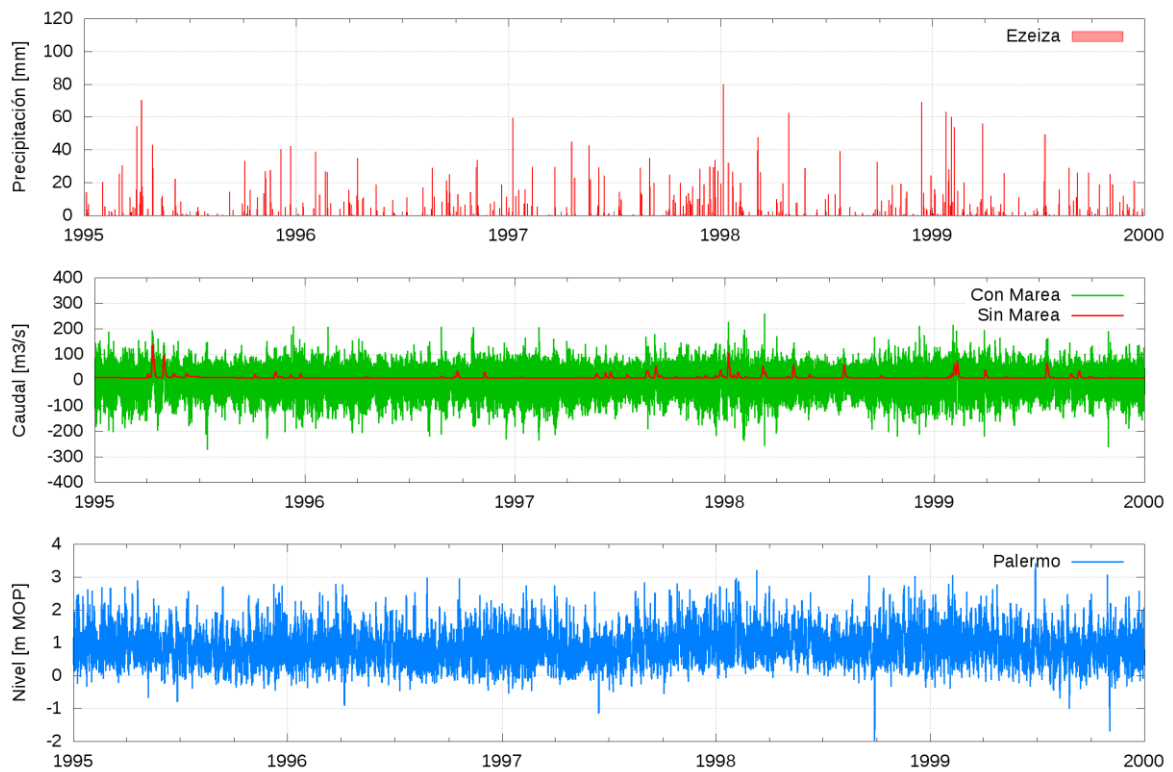 Precipitación [mm]
120
100
80
60
40
20
0
Ezeiza
1995 1996 1997 1998 1999 2000
Caudal [m3/s]
400
300
200
100
0
-100
-200
-300
-400
Con Marea
Sin Marea
1995 1996 1997 1998 1999 2000
Nivel [m MOP]
4
3
2
1
0
-1
-2
Palermo
1995 1996 1997 1998 1999 2000